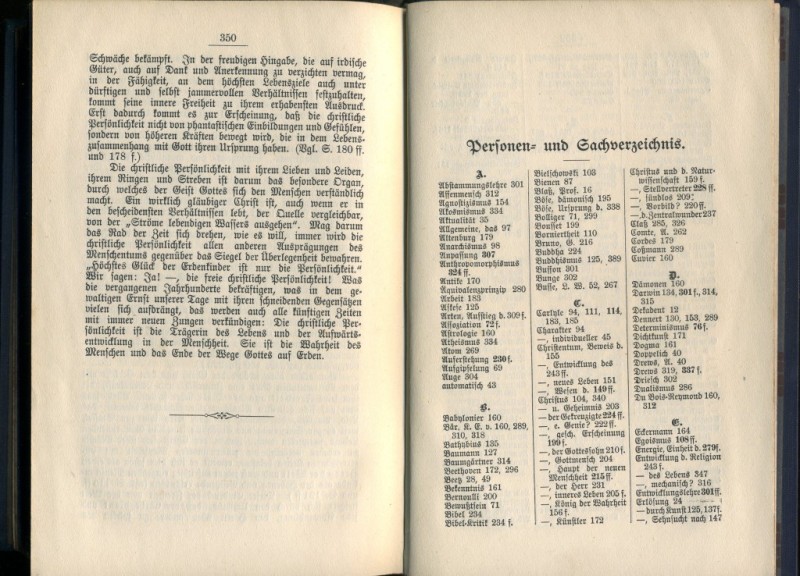 350
Schwäche bekämpft. In der freudigen Hingabe, die auf irdische
Güter, auch auf Dank und Anerkennung zu verzichten vermag,
in der Fähigkeit, an dem höchsten Lebensziele auch unter
dürftigen und selbst jammervollen Verhältnissen festzuhalten,
kommt seine innere Freiheit zu ihrem erhabensten Ausdruck.
Erst dadurch kommt es zur Erscheinung, daß die christliche
Persönlichkeit nicht von phantastischen Einbildungen und Gefühlen,
sondern von höheren Kräften bewegt wird, die in dem Lebens-
zusammenhang mit Gott ihren Ursprung haben. (Vgl. S. 180 ff.
und 178 f.)
Die christliche Persönlichkeit mit ihrem Lieben und Leiden,
ihrem Ringen und Streben ist darum das besondere Organ,
durch welches der Geist Gottes sich den Menschen verständlich
macht. Ein wirklich gläubiger Christ ist, auch wenn er in
den bescheidensten Verhältnissen lebt, der Quelle vergleichbar,
von der „Ströme lebendigen Wassers ausgehen“. Mag darum
das Rad der Zeit sich drehen, wie es will, immer wird die
christliche Persönlichkeit allen anderen Ausprägungen des
Menschentums gegenüber das Siegel der Überlegenheit bewahren.
„Höchstes Glück der Erdenkinder ist nur die Persönlichkeit.“
Wir sagen: Ja! —, die freie christliche Persönlichkeit! Was
die vergangenen Jahrhunderte bekräftigten, was in dem ge-
waltigen Ernst unserer Tage mit ihren schneidenden Gegensätzen
vielen sich aufdrängt, das werden auch alle künftigen Zeiten
mit immer neuen Zungen verkündigen: Die christliche Per-
sönlichkeit ist die Trägerin des Lebens und der Aufwärts-
entwicklung in der Menschheit. Sie ist die Wahrheit des
Menschen und das Ende der Wege Gottes auf Erden.
Personen- und Sachverzeichnis.
A.
Abstammungslehre 301
Affenmensch 312
Agnostizismus 154
Akosmismus 334
Aktualität 35
Allgemeine, das 97
Altenburg 179
Anarchismus 98
Anpassung 307
Anthropomorphismus
324 ff.
Antike 170
Äquivalenzprinzip 280
Arbeit 183
Askese 125
Arten, Aufstieg d. 309 f.
Assoziation 72 f.
Astrologie 160
Atheismus 334
Atom 269
Auferstehung 230 f.
Aufgipfelung 69
Auge 304
automatisch 43
B.
Babylonier 160
Bär, K. E. v. 160, 289,
310, 318
Bathybius 135
Baumann 127
Baumgärtner 314
Beethoven 172, 296
Beetz 28, 49
Bekenntnis 161
Bernoulli 200
Bewußtsein 71
Bibel 234
Bibel-Kritik 234 f.
Bielschowski 103
Bienen 87
Blaß, Prof. 16
Böse, dämonisch 195
Böse, Ursprung d. 338
Bölliger 71, 299
Bousset 199
Borniertheit 110
Bruno, G. 216
Buddha 224
Buddhismus 125, 389
Buffon 301
Bunge 302
Busse, L. W. 52, 267
C.
Carlyle 94, 111, 114,
183, 185
Charakter 94
—, individueller 45
Christentum, Beweis d.
155
—, Entwicklung des
243 ff.
—, neues Leben 151
—, Wesen d. 149 ff.
Christus 104, 340
— u. Geheimnis 203
— der Gekreuzigte 224 ff.
—, e. Genie? 222 ff.
—, gesch. Erscheinung
199 f.
—, der Gottessohn 210 f.
—, Gottmensch 204
—, Haupt der neuen
Menschheit 215 ff.
—, der Herr 231
—, inneres Leben 205 f.
—, König der Wahrheit
156 f.
—, Künstler 172
Christus und d. Natur-
wissenschaft 159 f.
—, Stellvertreter 228 ff.
—, sündlos 209
—, Vorbild? 220 ff.
—, d. Zentralwunder 237
Claß 285, 326
Comte, A. 262
Cordes 179
Coßmann 289
Cuvier 160
D.
Dämonen 160
Darwin 134, 301 f., 314,
315
Dekadent 12
Dennert 130, 153, 289
Determinismus 76 f.
Dichtkunst 171
Dogma 161
Doppelich 40
Drews, A. 40
Drews 319, 337 f.
Driesch 302
Dualismus 286
Du Bois-Reymond 160,
312
E.
Eckermann 164
Egoismus 108 ff.
Energie, Einheit d. 279 f.
Entwicklung d. Religion
243 f.
— des Lebens 347
—, mechanisch? 316
Entwicklungslehre 301 ff.
Erlösung 24
— durch Kunst 125, 137 f.
—, Sehnsucht nach 147